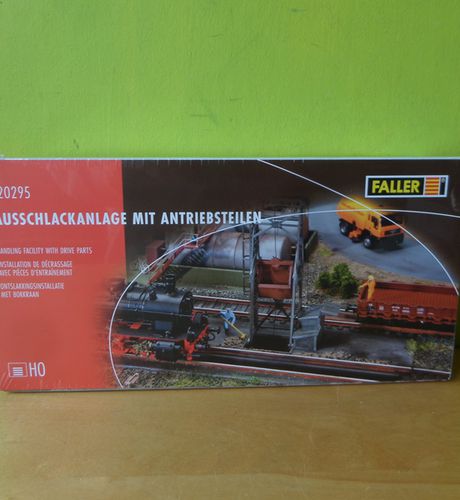 20295
FALLER
AUSSCHLACKANLAGE MIT ANTRIEBSTEILEN
HANDLING FACILITY WITH DRIVE PARTS
INSTALLATION DE DÉCRASSAGE
AVEC PIÈCES D'ENTRAÎNEMENT
ONTSLAKKINGSINSTALLATIE
MET BOKKRAAN
HO